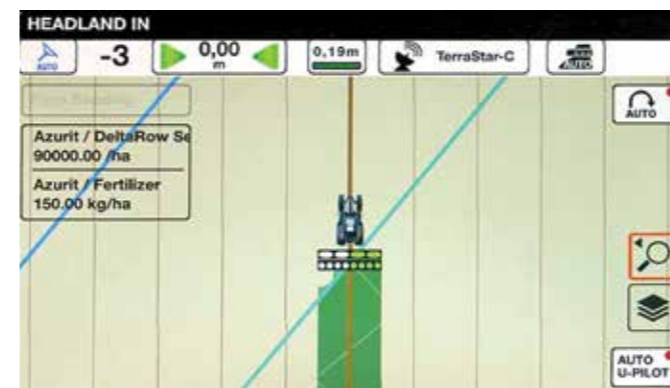 HEADLAND IN
AUTO
-3
0,00
m
0,19m
TerraStar-C
AUTO
AUTO
Azurit / DeltaRow Se
90000.00 /ha
Azurit / Fertilizer
150.00 kg/ha
AUTO
U-PILOT